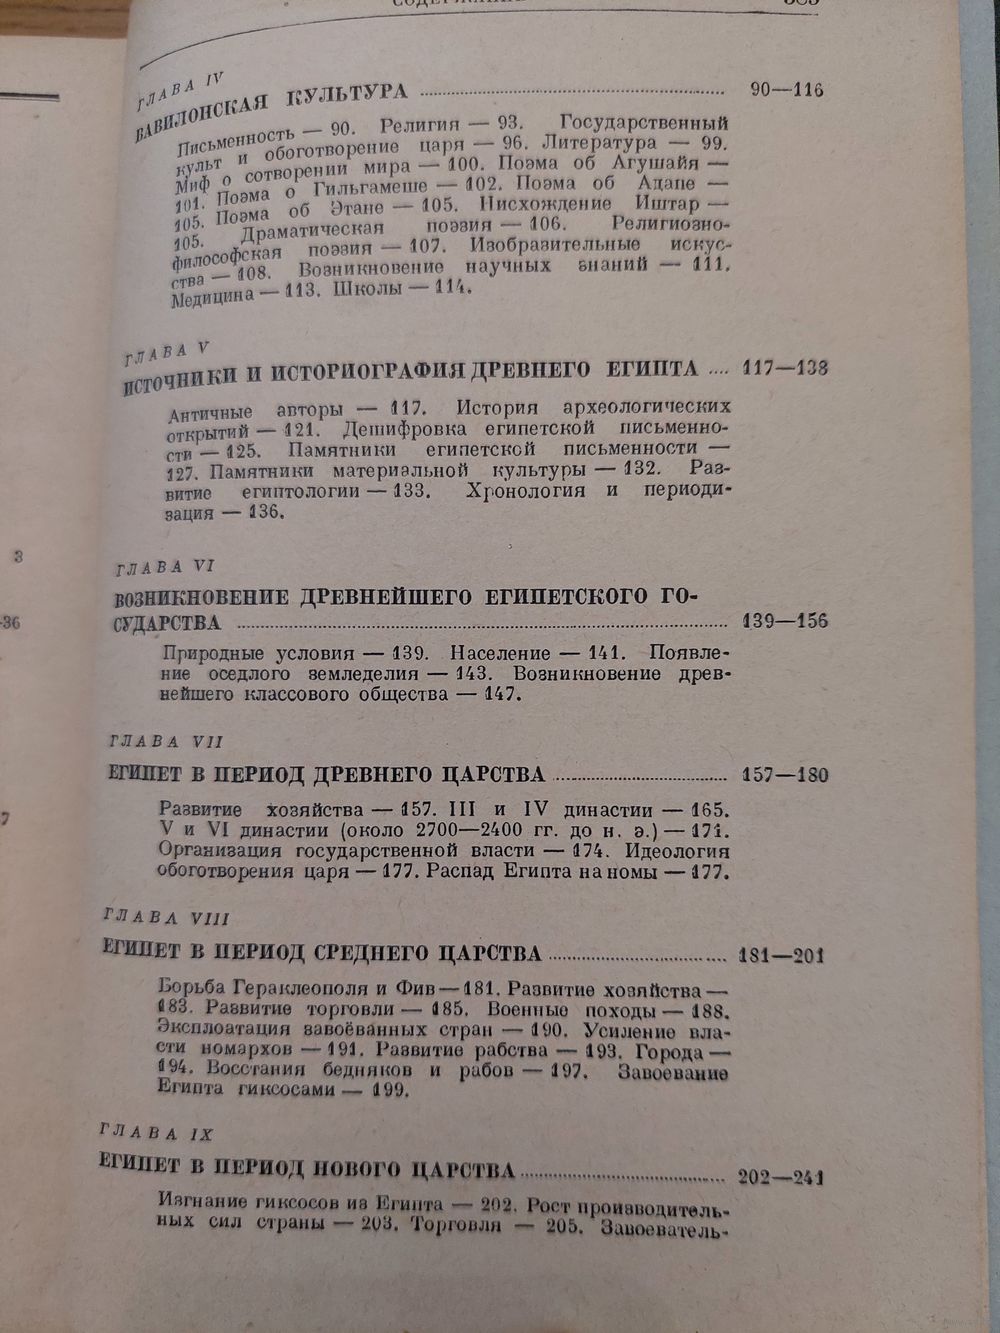 СОДЕРЖАНИЕ 583
ГЛАВА IV
ВАВИЛОНСКАЯ КУЛЬТУРА 90—116
Письменность — 90. Религия — 93. Государственный
культ и обоготворение царя — 96. Литература — 99.
Миф о сотворении мира — 100. Поэма об Агушайя —
101. Поэма о Гильгамеше — 102. Поэма об Адапе —
105. Поэма об Этане — 105. Нисхождение Иштар —
105. Драматическая поэзия — 106. Религиозно-
философская поэзия — 107. Изобразительные искус-
ства — 108. Возникновение научных знаний — 111.
Медицина — 113. Школы — 114.
ГЛАВА V
ИСТОЧНИКИ И ИСТОРИОГРАФИЯ ДРЕВНЕГО ЕГИПТА .... 117—138
Античные авторы — 117. История археологических
открытий — 121. Дешифровка египетской письменно-
сти — 125. Памятники египетской письменности —
127. Памятники материальной культуры — 132. Раз-
витие египтологии — 133. Хронология и периоди-
зация — 136.
3
ГЛАВА VI
ВОЗНИКНОВЕНИЕ ДРЕВНЕЙШЕГО ЕГИПЕТСКОГО ГО-
СУДАРСТВА 139—156
-36
Природные условия — 139. Население — 141. Появле-
ние оседлого земледелия — 143. Возникновение древ-
нейшего классового общества — 147.
ГЛАВА VII
ЕГИПЕТ В ПЕРИОД ДРЕВНЕГО ЦАРСТВА 157—180
7
Развитие хозяйства — 157. III и IV династии — 165.
V и VI династии (около 2700—2400 гг. до н. э.) — 171.
Организация государственной власти — 174. Идеология
обоготворения царя — 177. Распад Египта на номы — 177.
ГЛАВА VIII
ЕГИПЕТ В ПЕРИОД СРЕДНЕГО ЦАРСТВА 181—201
Борьба Гераклеополя и Фив — 181. Развитие хозяйства —
183. Развитие торговли — 185. Военные походы — 188.
Эксплоатация завоёванных стран — 190. Усиление вла-
сти номархов — 191. Развитие рабства — 193. Города —
194. Восстания бедняков и рабов — 197. Завоевание
Египта гиксосами — 199.
ГЛАВА IX
ЕГИПЕТ В ПЕРИОД НОВОГО ЦАРСТВА 202—241
Изгнание гиксосов из Египта — 202. Рост производитель-
ных сил страны — 203. Торговля — 205. Завоеватель-